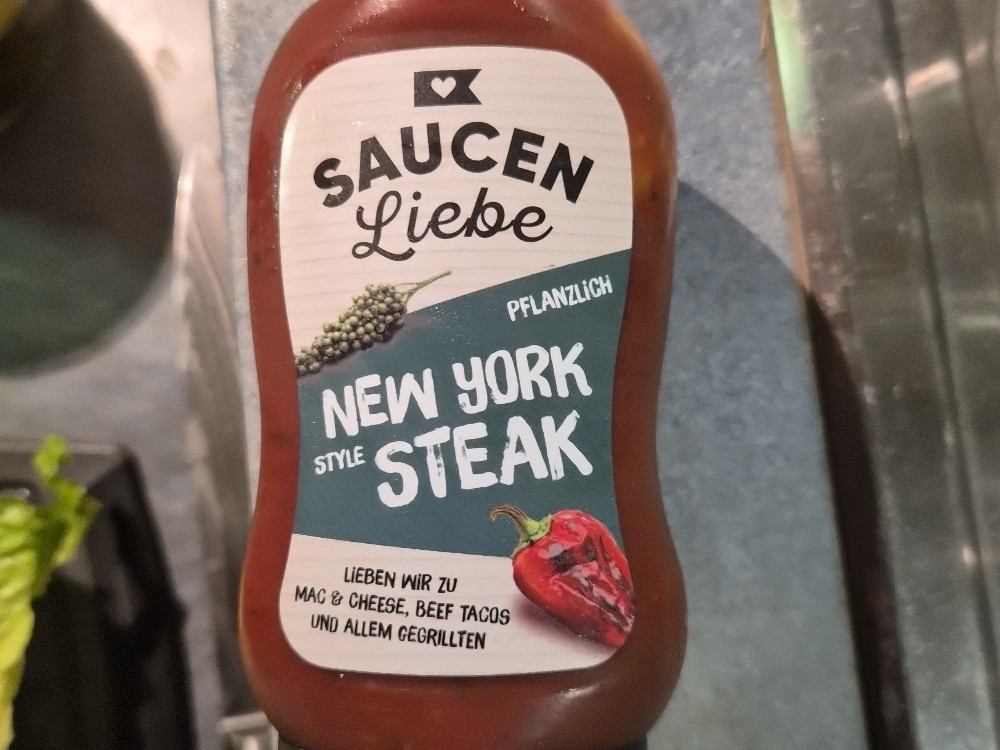 SAUCEN
Liebe
PFLANZLICH
NEW YORK
STYLE STEAK
LIEBEN WIR ZU
MAC & CHEESE, BEEF TACOS
UND ALLEM GEGRILLTEN